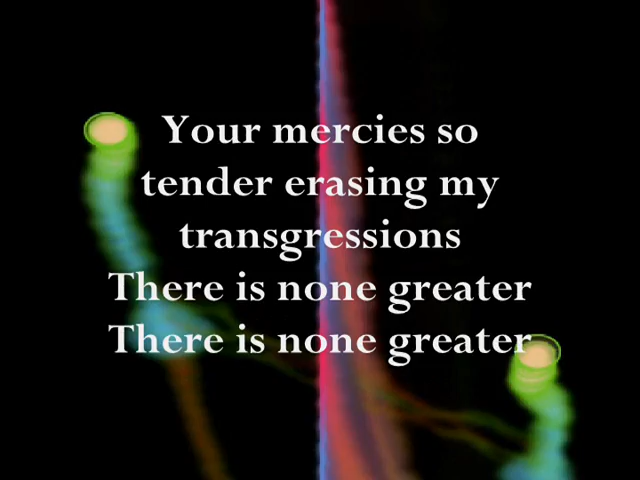 Your mercies so
tender erasing my
transgressions
There is none greater
There is none greater